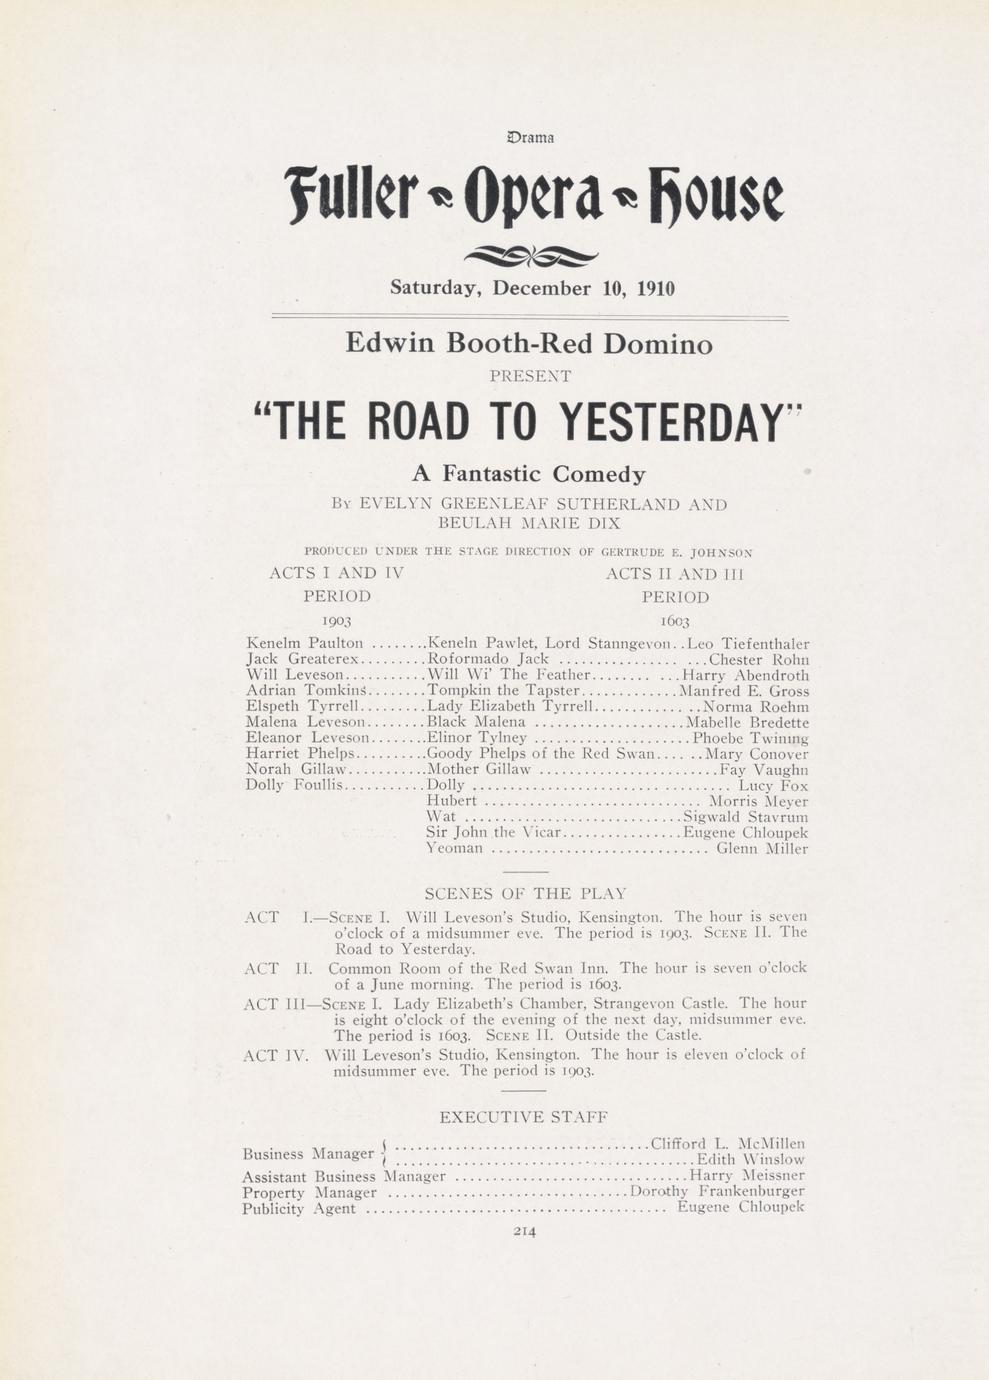 Drama
Fuller Opera House
Saturday, December 10, 1910
Edwin Booth-Red Domino
PRESENT
"THE ROAD TO YESTERDAY"
A Fantastic Comedy
By EVELYN GREENLEAF SUTHERLAND AND
BEULAH MARIE DIX
PRODUCED UNDER THE STAGE DIRECTION OF GERTRUDE E. JOHNSON
ACTS I AND IV ACTS II AND III
PERIOD PERIOD
1903 1603
Kenelm Paulton ........Keneln Pawlet, Lord Stanngevon..Leo Tiefenthaler
Jack Greaterex.........Roformado Jack ................ ...Chester Rohn
Will Leveson...........Will Wi' The Feather........ ...Harry Abendroth
Adrian Tomkins........Tompkin the Tapster.............Manfred E. Gross
Elspeth Tyrrell.........Lady Elizabeth Tyrrell..............Norma Roehm
Malena Leveson........Black Malena ....................Mabelle Bredette
Eleanor Leveson........Elinor Tylney .....................Phoebe Twining
Harriet Phelps..........Goody Phelps of the Red Swan.... ..Mary Conover
Norah Gillaw...........Mother Gillaw ........................Fay Vaughn
Dolly Foullis...........Dolly .................................. Lucy Fox
Hubert ............................. Morris Meyer
Wat .............................Sigwald Stavrum
Sir John the Vicar................Eugene Chloupek
Yeoman ............................. Glenn Miller
SCENES OF THE PLAY
ACT I.—Scene I. Will Leveson's Studio, Kensington. The hour is seven
o'clock of a midsummer eve. The period is 1903. Scene II. The
Road to Yesterday.
ACT II. Common Room of the Red Swan Inn. The hour is seven o'clock
of a June morning. The period is 1603.
ACT III—Scene I. Lady Elizabeth's Chamber, Strangevon Castle. The hour
is eight o'clock of the evening of the next day, midsummer eve.
The period is 1603. Scene II. Outside the Castle.
ACT IV. Will Leveson's Studio, Kensington. The hour is eleven o'clock of
midsummer eve. The period is 1903.
EXECUTIVE STAFF
Business Manager { ..................................Clifford L. McMillen
........................................Edith Winslow
Assistant Business Manager ...............................Harry Meissner
Property Manager ................................Dorothy Frankenburger
Publicity Agent ........................................ Eugene Chloupek
214